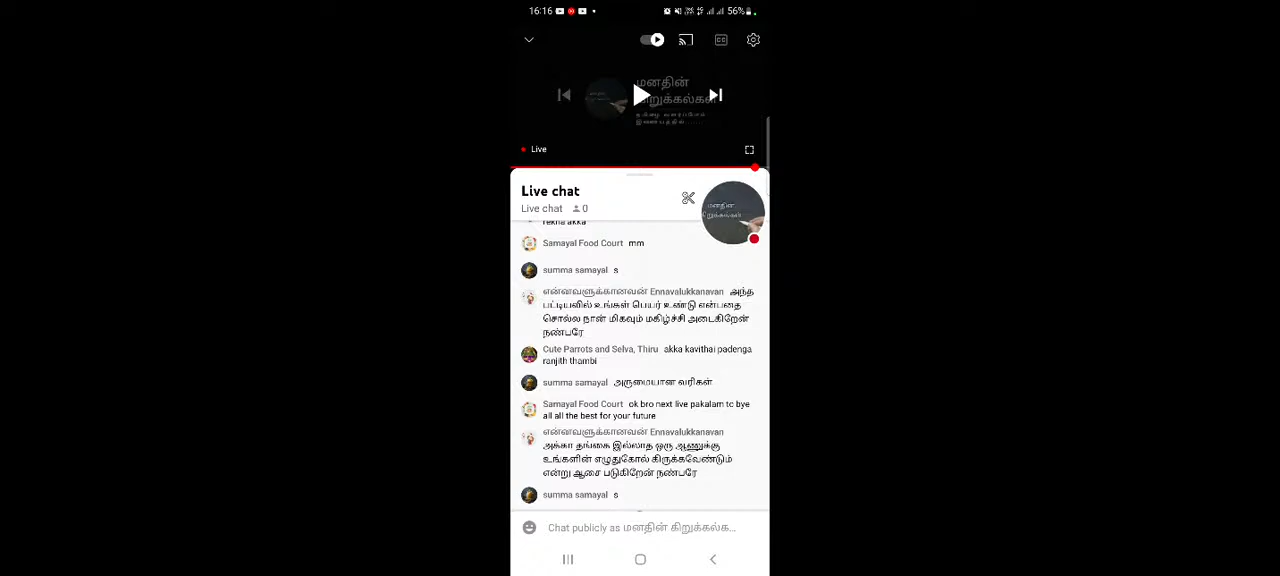 16:16 56%
மனதின்
கிறுக்கல்கள்
Live
Live chat
Live chat 0
மனதின்
கிறுக்கல்கள்
rekha akka
Samayal Food Court mm
summa samayal s
என்னவளுக்கானவன் Ennavalukkanavan அந்த
பட்டியலில் உங்கள் பெயர் உண்டு என்பதை
சொல்ல நான் மிகவும் மகிழ்ச்சி அடைகிறேன்
நண்பரே
Cute Parrots and Selva, Thiru akka kavithai padenga
ranjith thambi
summa samayal அருமையான வரிகள்
Samayal Food Court ok bro next live pakalam tc bye
all all the best for your future
என்னவளுக்கானவன் Ennavalukkanavan
அக்கா தங்கை இல்லாத ஒரு ஆணுக்கு
உங்களின் எழுதுகோல் கிருக்கவேண்டும்
என்று ஆசை படுகிறேன் நண்பரே
summa samayal s
Chat publicly as மனதின் கிறுக்கல்க...